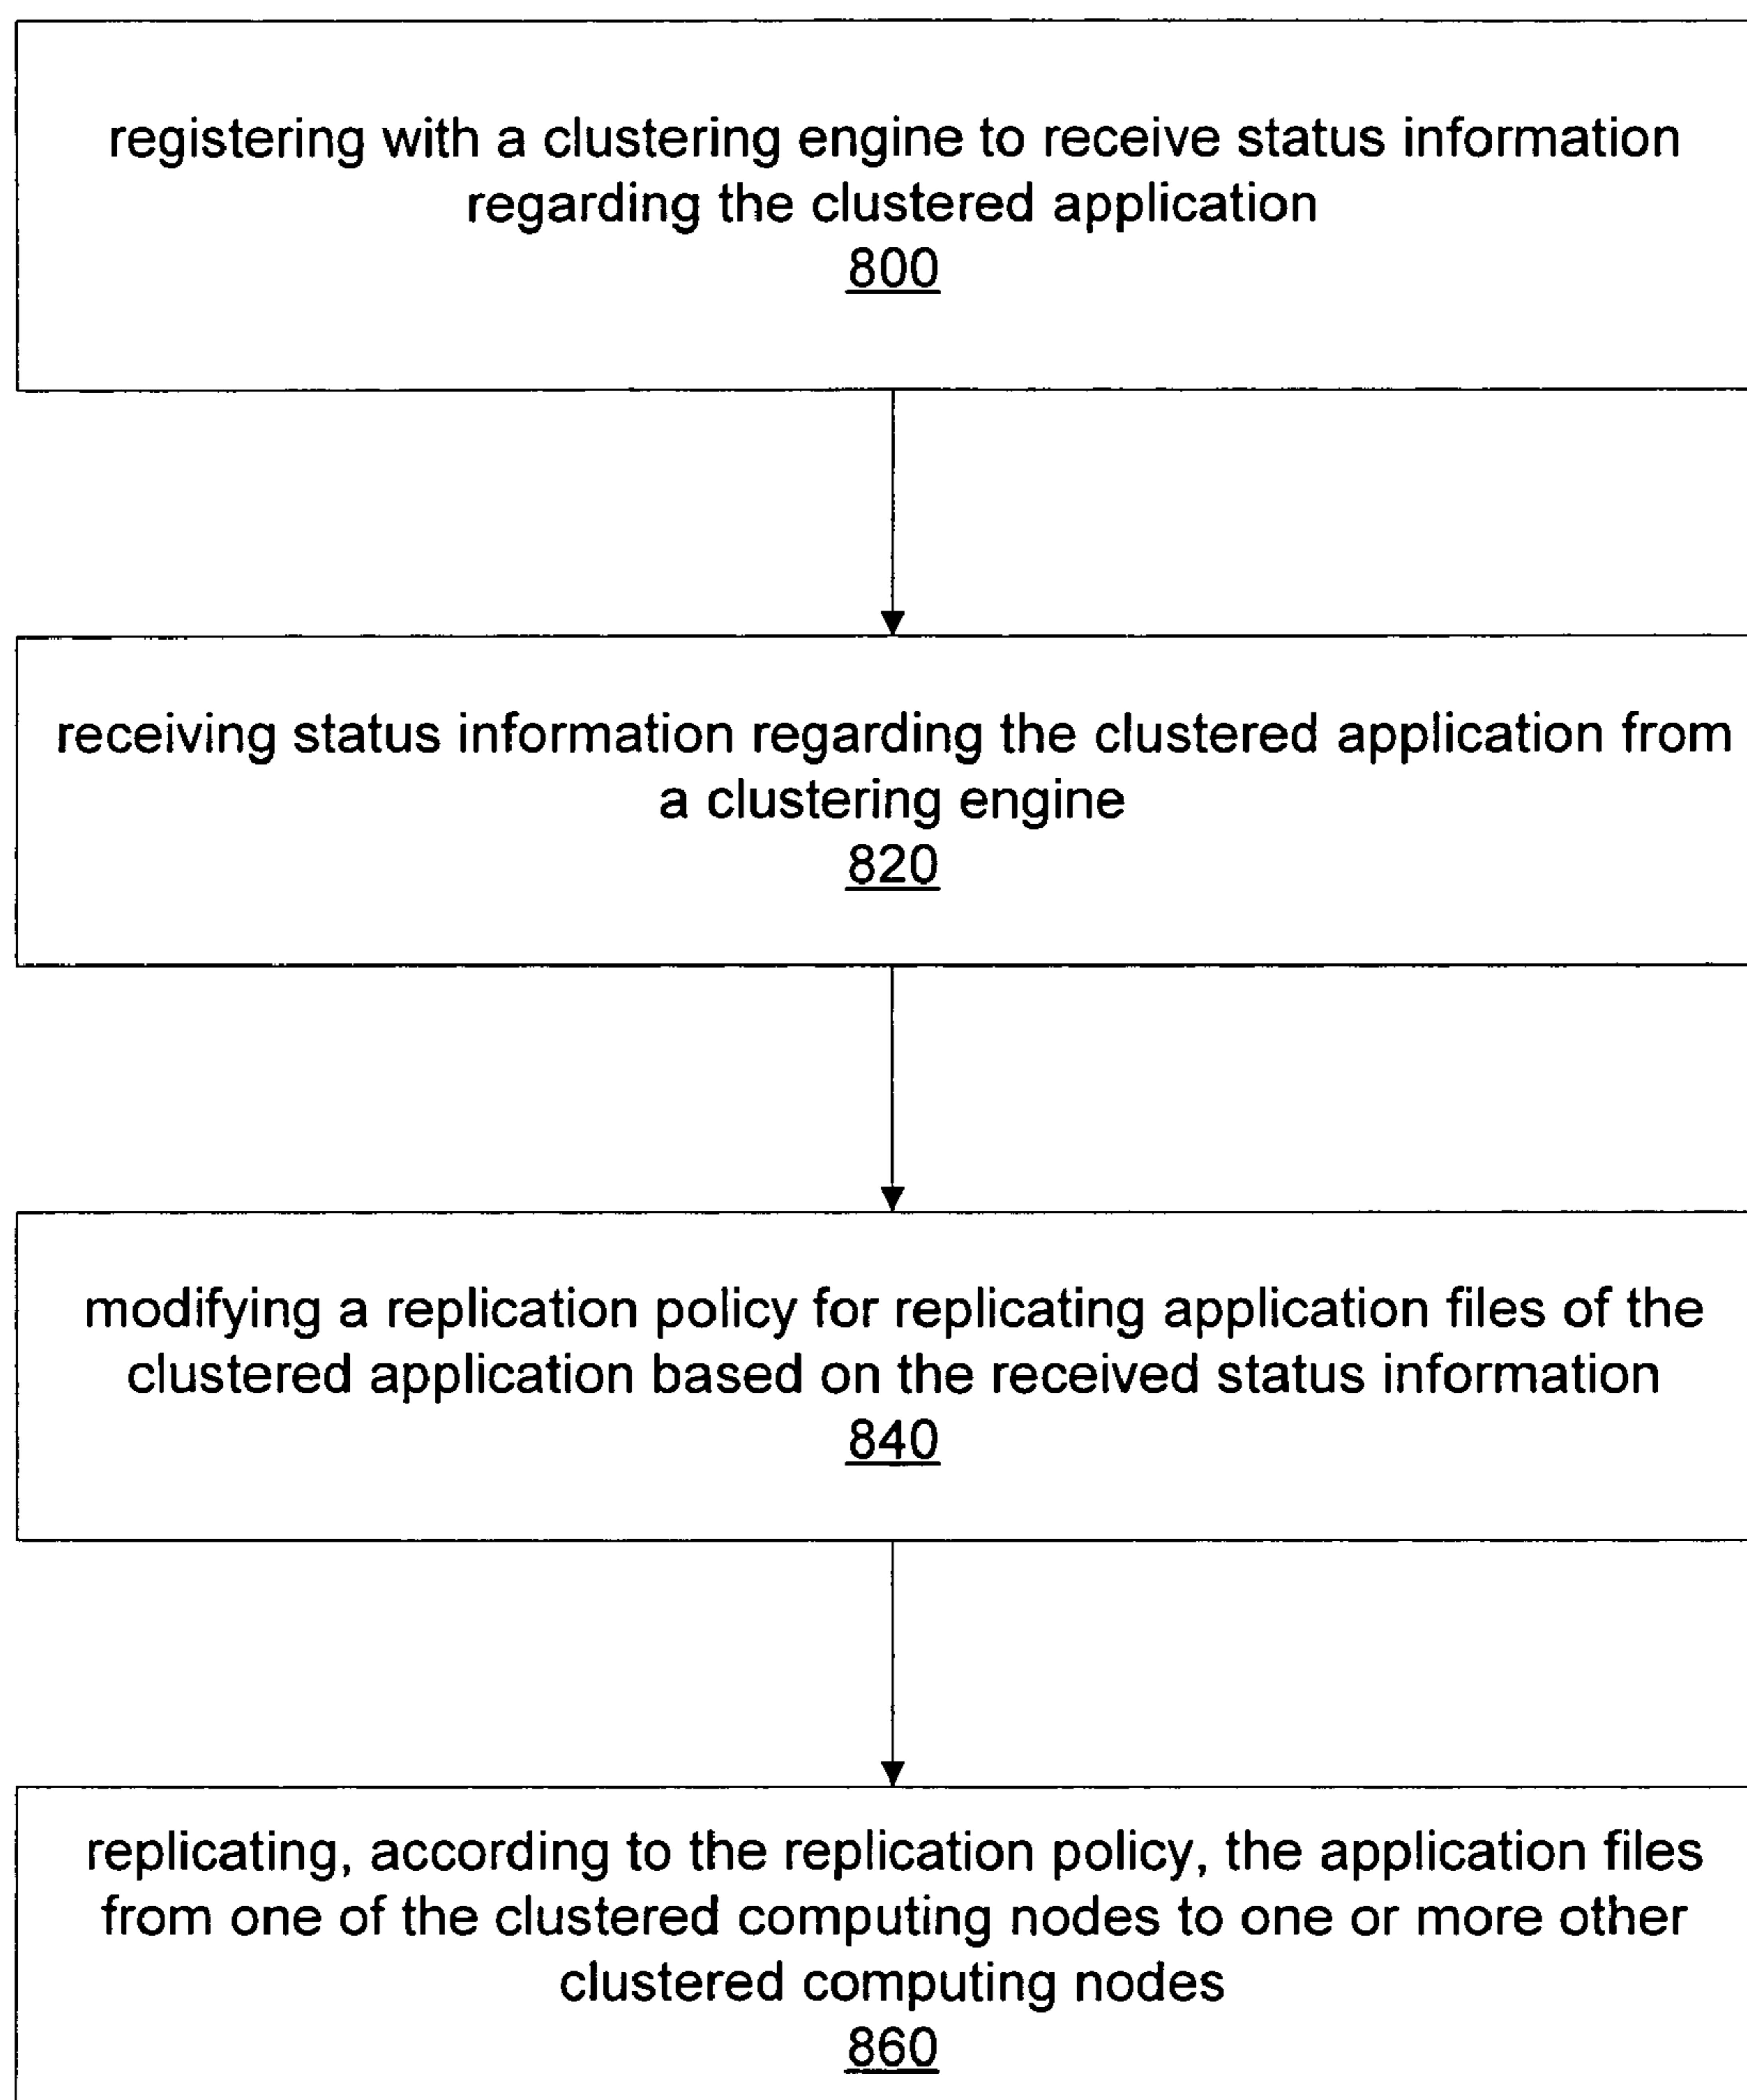 registering with a clustering engine to receive status information
regarding the clustered application
800
receiving status information regarding the clustered application from
a clustering engine
820
modifying a replication policy for replicating application files of the
clustered application based on the received status information
840
replicating, according to the replication policy, the application files
from one of the clustered computing nodes to one or more other
clustered computing nodes
860